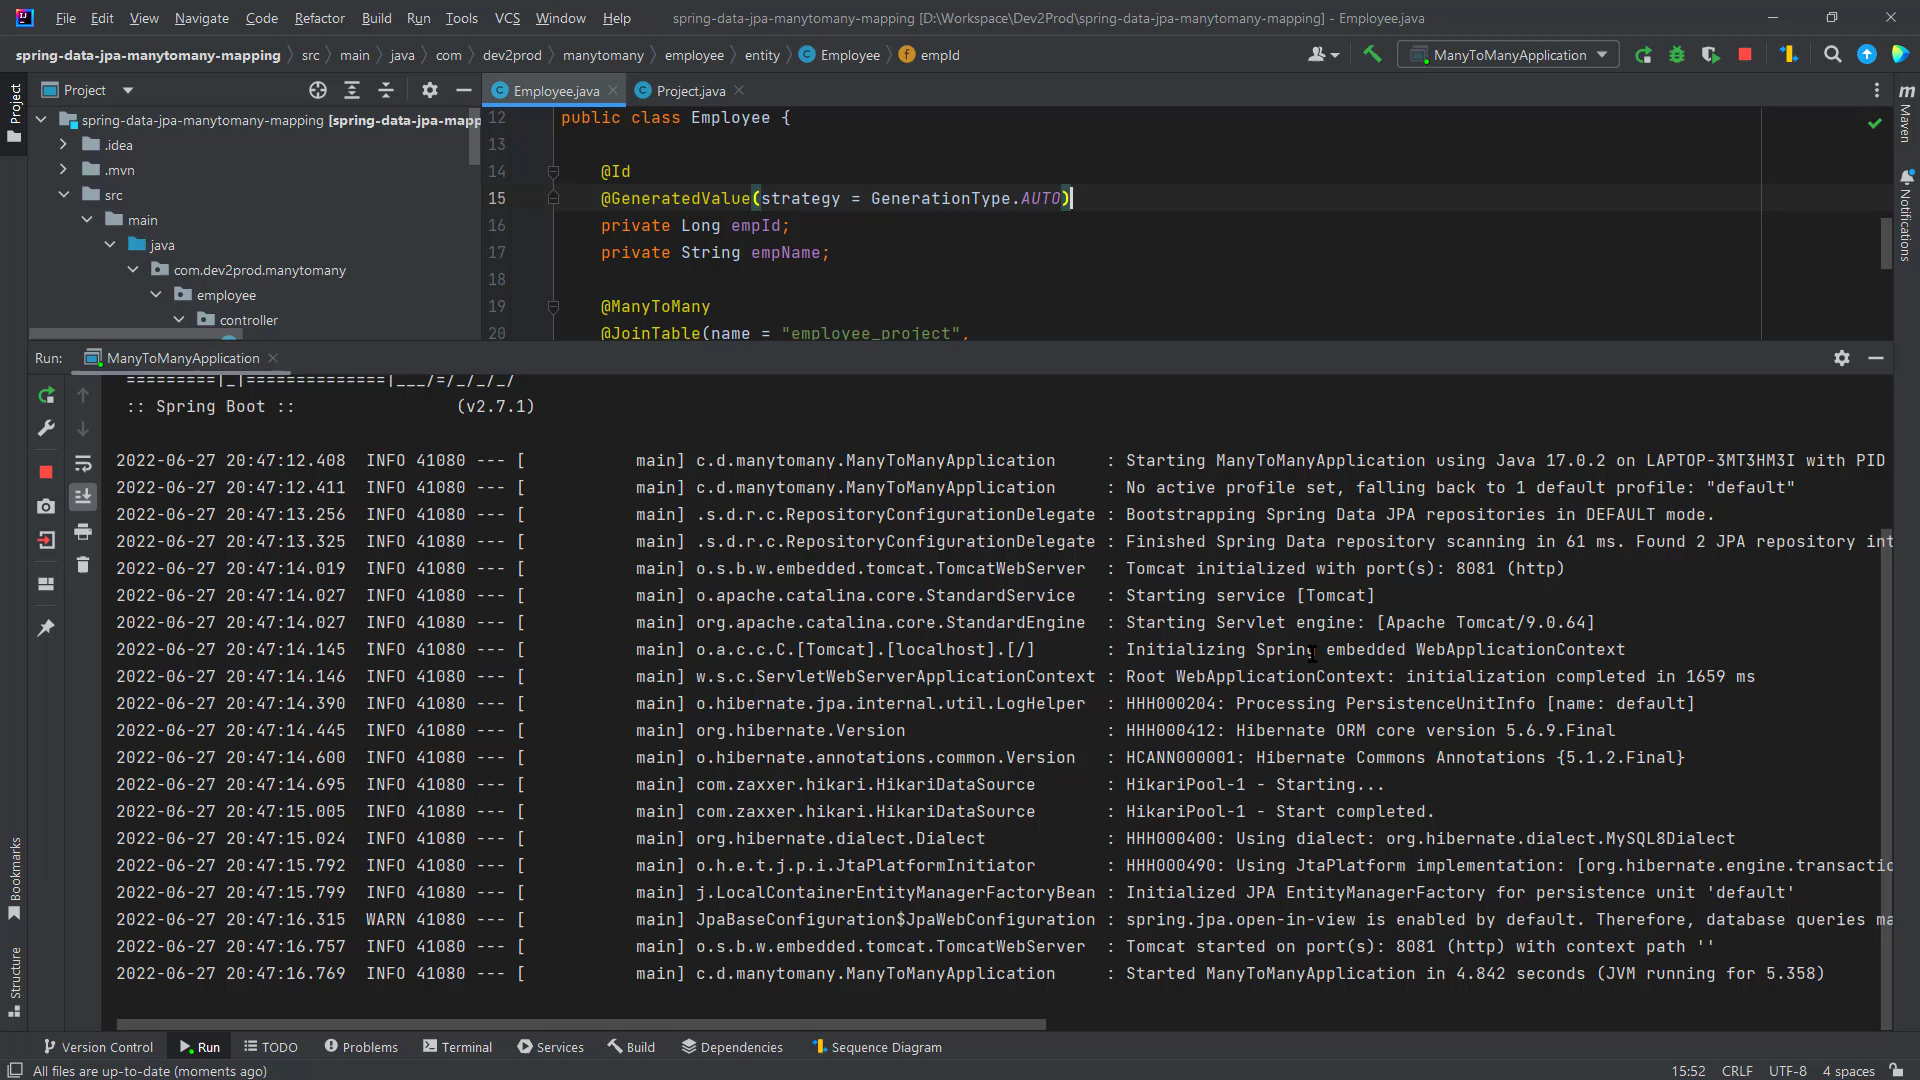 File Edit View Navigate Code Refactor Build Run Tools VCS Window Help spring-data-jpa-manytomany-mapping [D:\Workspace\Dev2Prod\spring-data-jpa-manytomany-mapping] - Employee.java
spring-data-jpa-manytomany-mapping src main java com dev2prod manytomany employee entity Employee empId ManyToManyApplication
Project
Employee.java Project.java
spring-data-jpa-manytomany-mapping [spring-data-jpa-mapp
.idea
.mvn
src
main
java
com.dev2prod.manytomany
employee
controller
12 public class Employee {
13
14 @Id
15 @GeneratedValue(strategy = GenerationType.AUTO)
16 private Long empId;
17 private String empName;
18
19 @ManyToMany
20 @JoinTable(name = "employee_project",
Project
Bookmarks
Structure
Maven
Notifications
Run: ManyToManyApplication
=========|_|==============|___/=/_/_/_/
:: Spring Boot :: (v2.7.1)
2022-06-27 20:47:12.408 INFO 41080 --- [ main] c.d.manytomany.ManyToManyApplication : Starting ManyToManyApplication using Java 17.0.2 on LAPTOP-3MT3HM3I with PID
2022-06-27 20:47:12.411 INFO 41080 --- [ main] c.d.manytomany.ManyToManyApplication : No active profile set, falling back to 1 default profile: "default"
2022-06-27 20:47:13.256 INFO 41080 --- [ main] .s.d.r.c.RepositoryConfigurationDelegate : Bootstrapping Spring Data JPA repositories in DEFAULT mode.
2022-06-27 20:47:13.325 INFO 41080 --- [ main] .s.d.r.c.RepositoryConfigurationDelegate : Finished Spring Data repository scanning in 61 ms. Found 2 JPA repository int
2022-06-27 20:47:14.019 INFO 41080 --- [ main] o.s.b.w.embedded.tomcat.TomcatWebServer : Tomcat initialized with port(s): 8081 (http)
2022-06-27 20:47:14.027 INFO 41080 --- [ main] o.apache.catalina.core.StandardService : Starting service [Tomcat]
2022-06-27 20:47:14.027 INFO 41080 --- [ main] org.apache.catalina.core.StandardEngine : Starting Servlet engine: [Apache Tomcat/9.0.64]
2022-06-27 20:47:14.145 INFO 41080 --- [ main] o.a.c.c.C.[Tomcat].[localhost].[/] : Initializing Spring embedded WebApplicationContext
2022-06-27 20:47:14.146 INFO 41080 --- [ main] w.s.c.ServletWebServerApplicationContext : Root WebApplicationContext: initialization completed in 1659 ms
2022-06-27 20:47:14.390 INFO 41080 --- [ main] o.hibernate.jpa.internal.util.LogHelper : HHH000204: Processing PersistenceUnitInfo [name: default]
2022-06-27 20:47:14.445 INFO 41080 --- [ main] org.hibernate.Version : HHH000412: Hibernate ORM core version 5.6.9.Final
2022-06-27 20:47:14.600 INFO 41080 --- [ main] o.hibernate.annotations.common.Version : HCANN000001: Hibernate Commons Annotations {5.1.2.Final}
2022-06-27 20:47:14.695 INFO 41080 --- [ main] com.zaxxer.hikari.HikariDataSource : HikariPool-1 - Starting...
2022-06-27 20:47:15.005 INFO 41080 --- [ main] com.zaxxer.hikari.HikariDataSource : HikariPool-1 - Start completed.
2022-06-27 20:47:15.024 INFO 41080 --- [ main] org.hibernate.dialect.Dialect : HHH000400: Using dialect: org.hibernate.dialect.MySQL8Dialect
2022-06-27 20:47:15.792 INFO 41080 --- [ main] o.h.e.t.j.p.i.JtaPlatformInitiator : HHH000490: Using JtaPlatform implementation: [org.hibernate.engine.transactio
2022-06-27 20:47:15.799 INFO 41080 --- [ main] j.LocalContainerEntityManagerFactoryBean : Initialized JPA EntityManagerFactory for persistence unit 'default'
2022-06-27 20:47:16.315 WARN 41080 --- [ main] JpaBaseConfiguration$JpaWebConfiguration : spring.jpa.open-in-view is enabled by default. Therefore, database queries ma
2022-06-27 20:47:16.757 INFO 41080 --- [ main] o.s.b.w.embedded.tomcat.TomcatWebServer : Tomcat started on port(s): 8081 (http) with context path ''
2022-06-27 20:47:16.769 INFO 41080 --- [ main] c.d.manytomany.ManyToManyApplication : Started ManyToManyApplication in 4.842 seconds (JVM running for 5.358)
Version Control Run TODO Problems Terminal Services Build Dependencies Sequence Diagram
All files are up-to-date (moments ago) 15:52 CRLF UTF-8 4 spaces